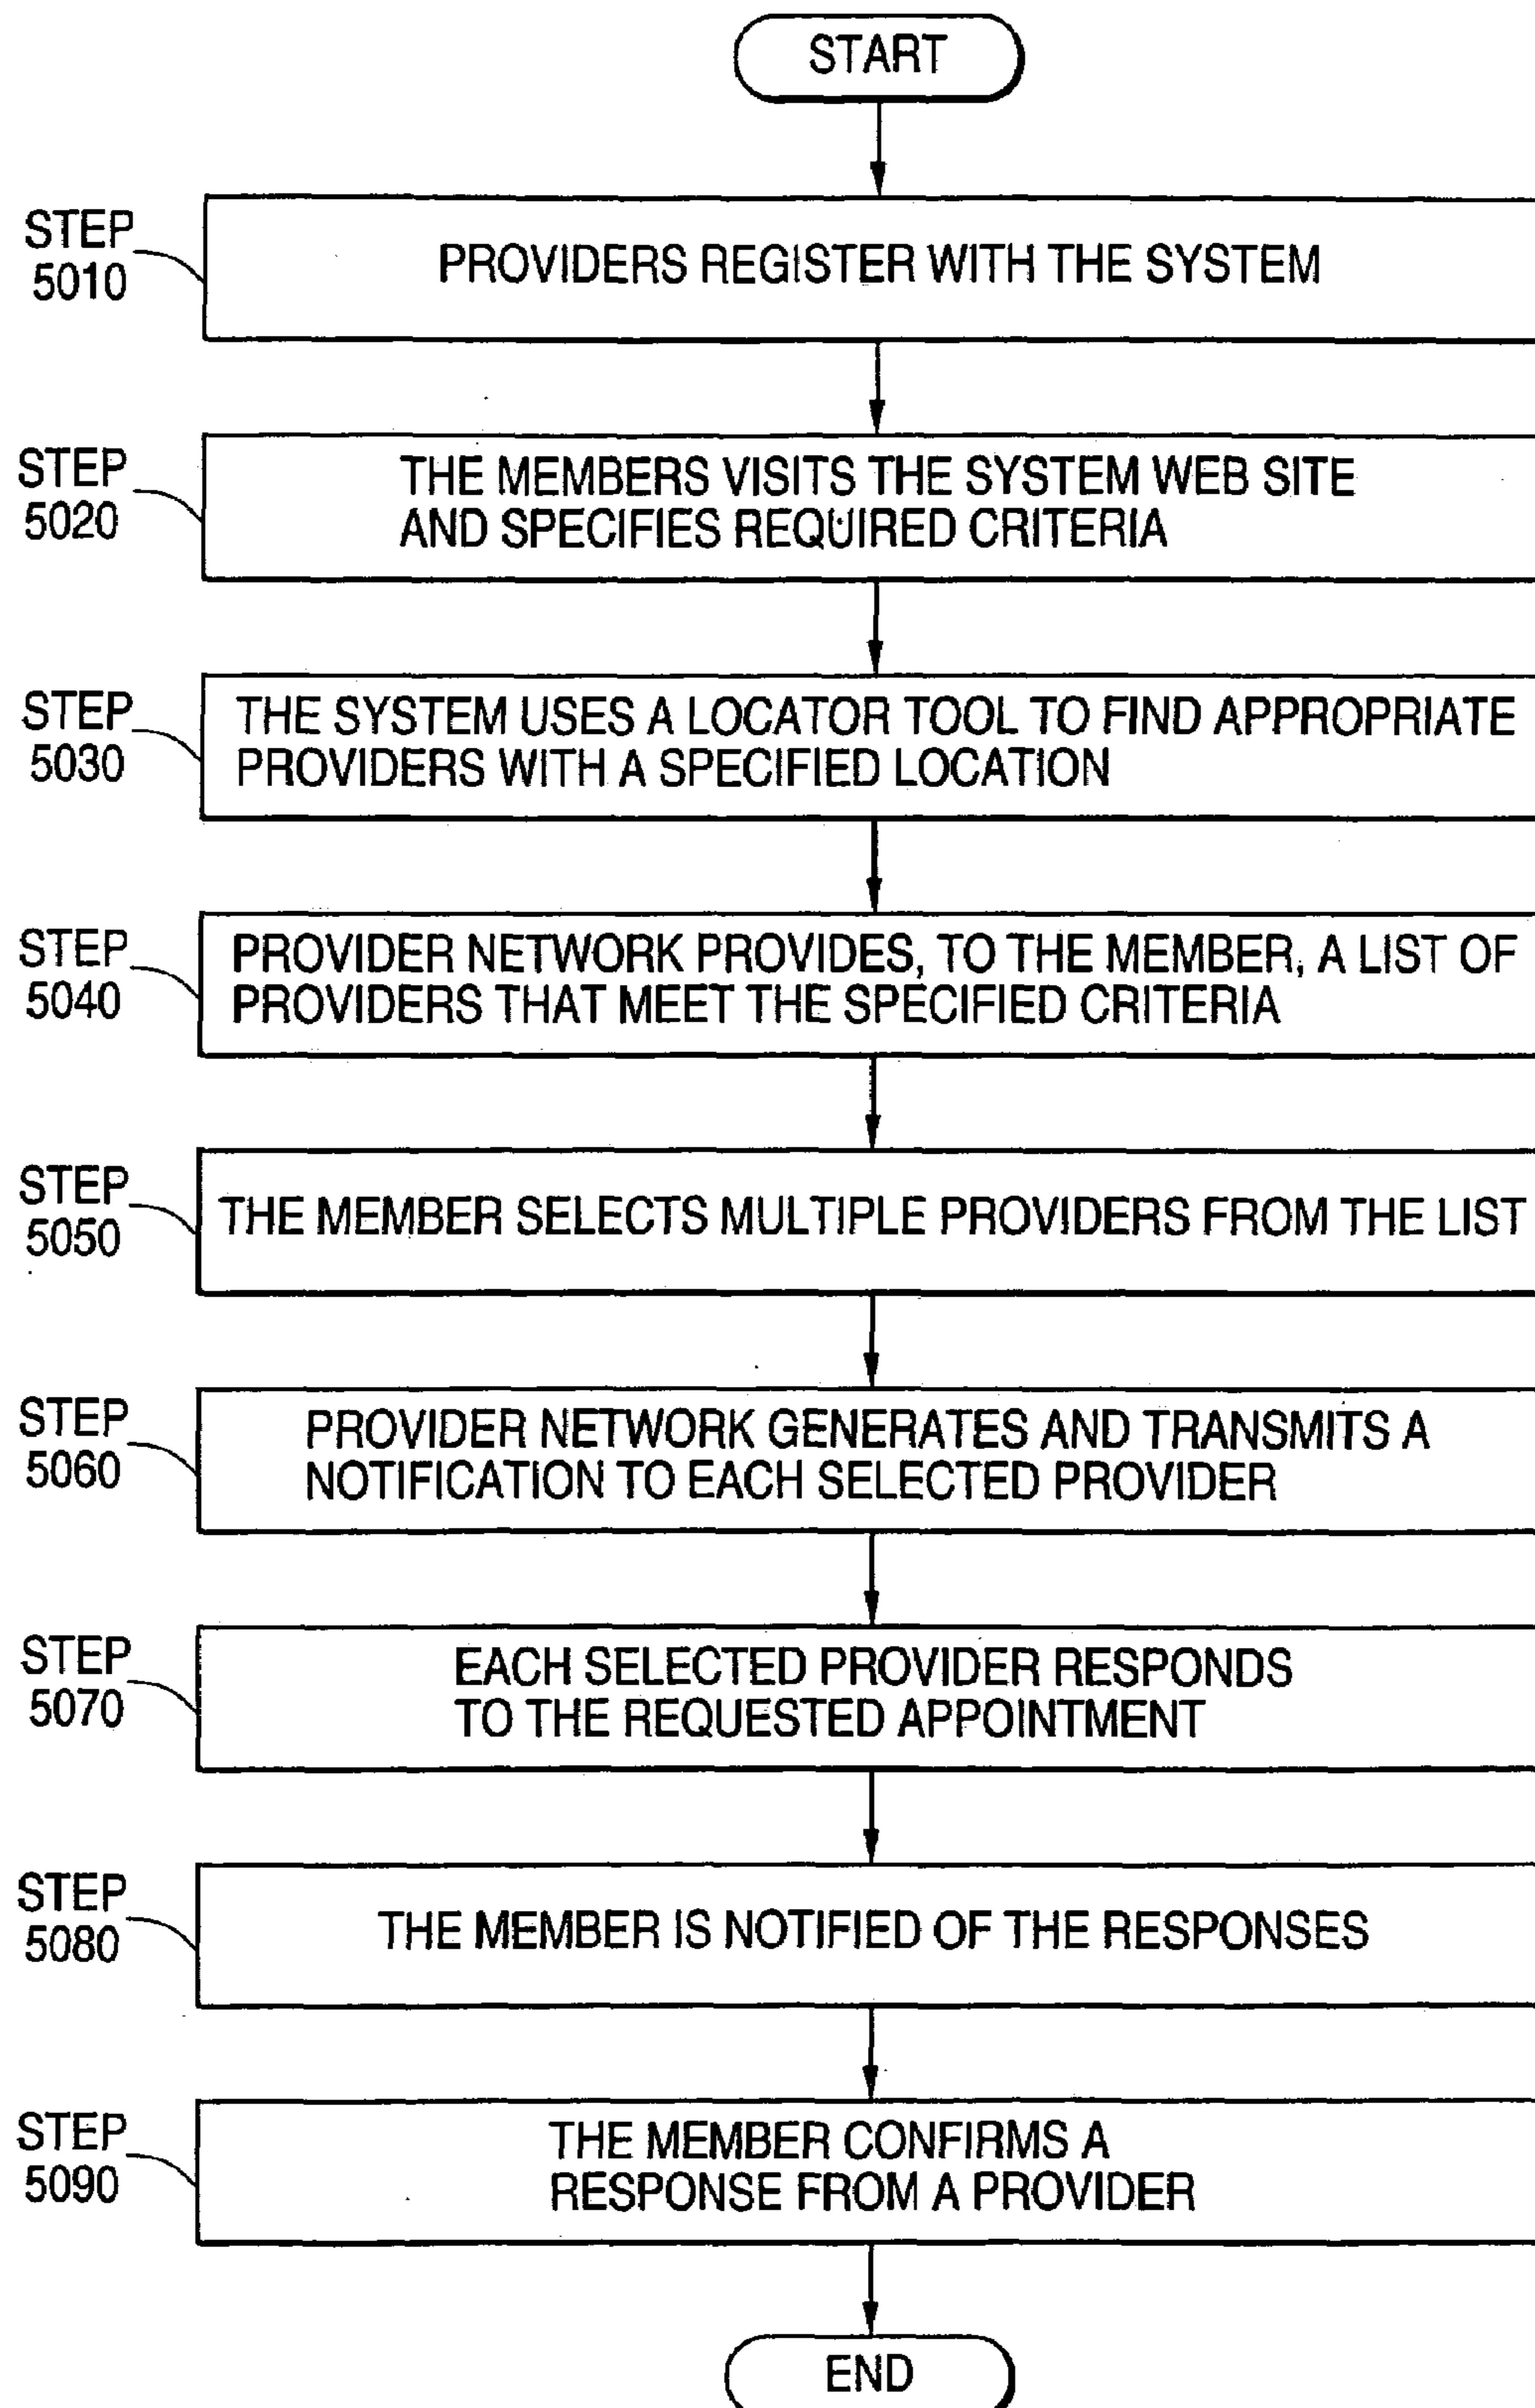 START
STEP
5010
PROVIDERS REGISTER WITH THE SYSTEM
STEP
5020
THE MEMBERS VISITS THE SYSTEM WEB SITE
AND SPECIFIES REQUIRED CRITERIA
STEP
5030
THE SYSTEM USES A LOCATOR TOOL TO FIND APPROPRIATE
PROVIDERS WITH A SPECIFIED LOCATION
STEP
5040
PROVIDER NETWORK PROVIDES, TO THE MEMBER, A LIST OF
PROVIDERS THAT MEET THE SPECIFIED CRITERIA
STEP
5050
THE MEMBER SELECTS MULTIPLE PROVIDERS FROM THE LIST
STEP
5060
PROVIDER NETWORK GENERATES AND TRANSMITS A
NOTIFICATION TO EACH SELECTED PROVIDER
STEP
5070
EACH SELECTED PROVIDER RESPONDS
TO THE REQUESTED APPOINTMENT
STEP
5080
THE MEMBER IS NOTIFIED OF THE RESPONSES
STEP
5090
THE MEMBER CONFIRMS A
RESPONSE FROM A PROVIDER
END